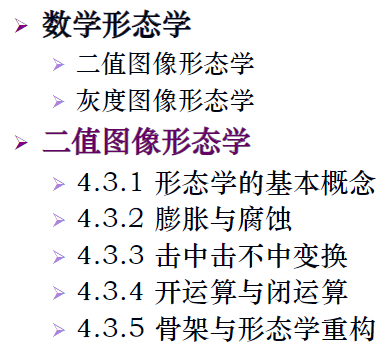 数学形态学
二值图像形态学
灰度图像形态学
二值图像形态学
4.3.1 形态学的基本概念
4.3.2 膨胀与腐蚀
4.3.3 击中击不中变换
4.3.4 开运算与闭运算
4.3.5 骨架与形态学重构